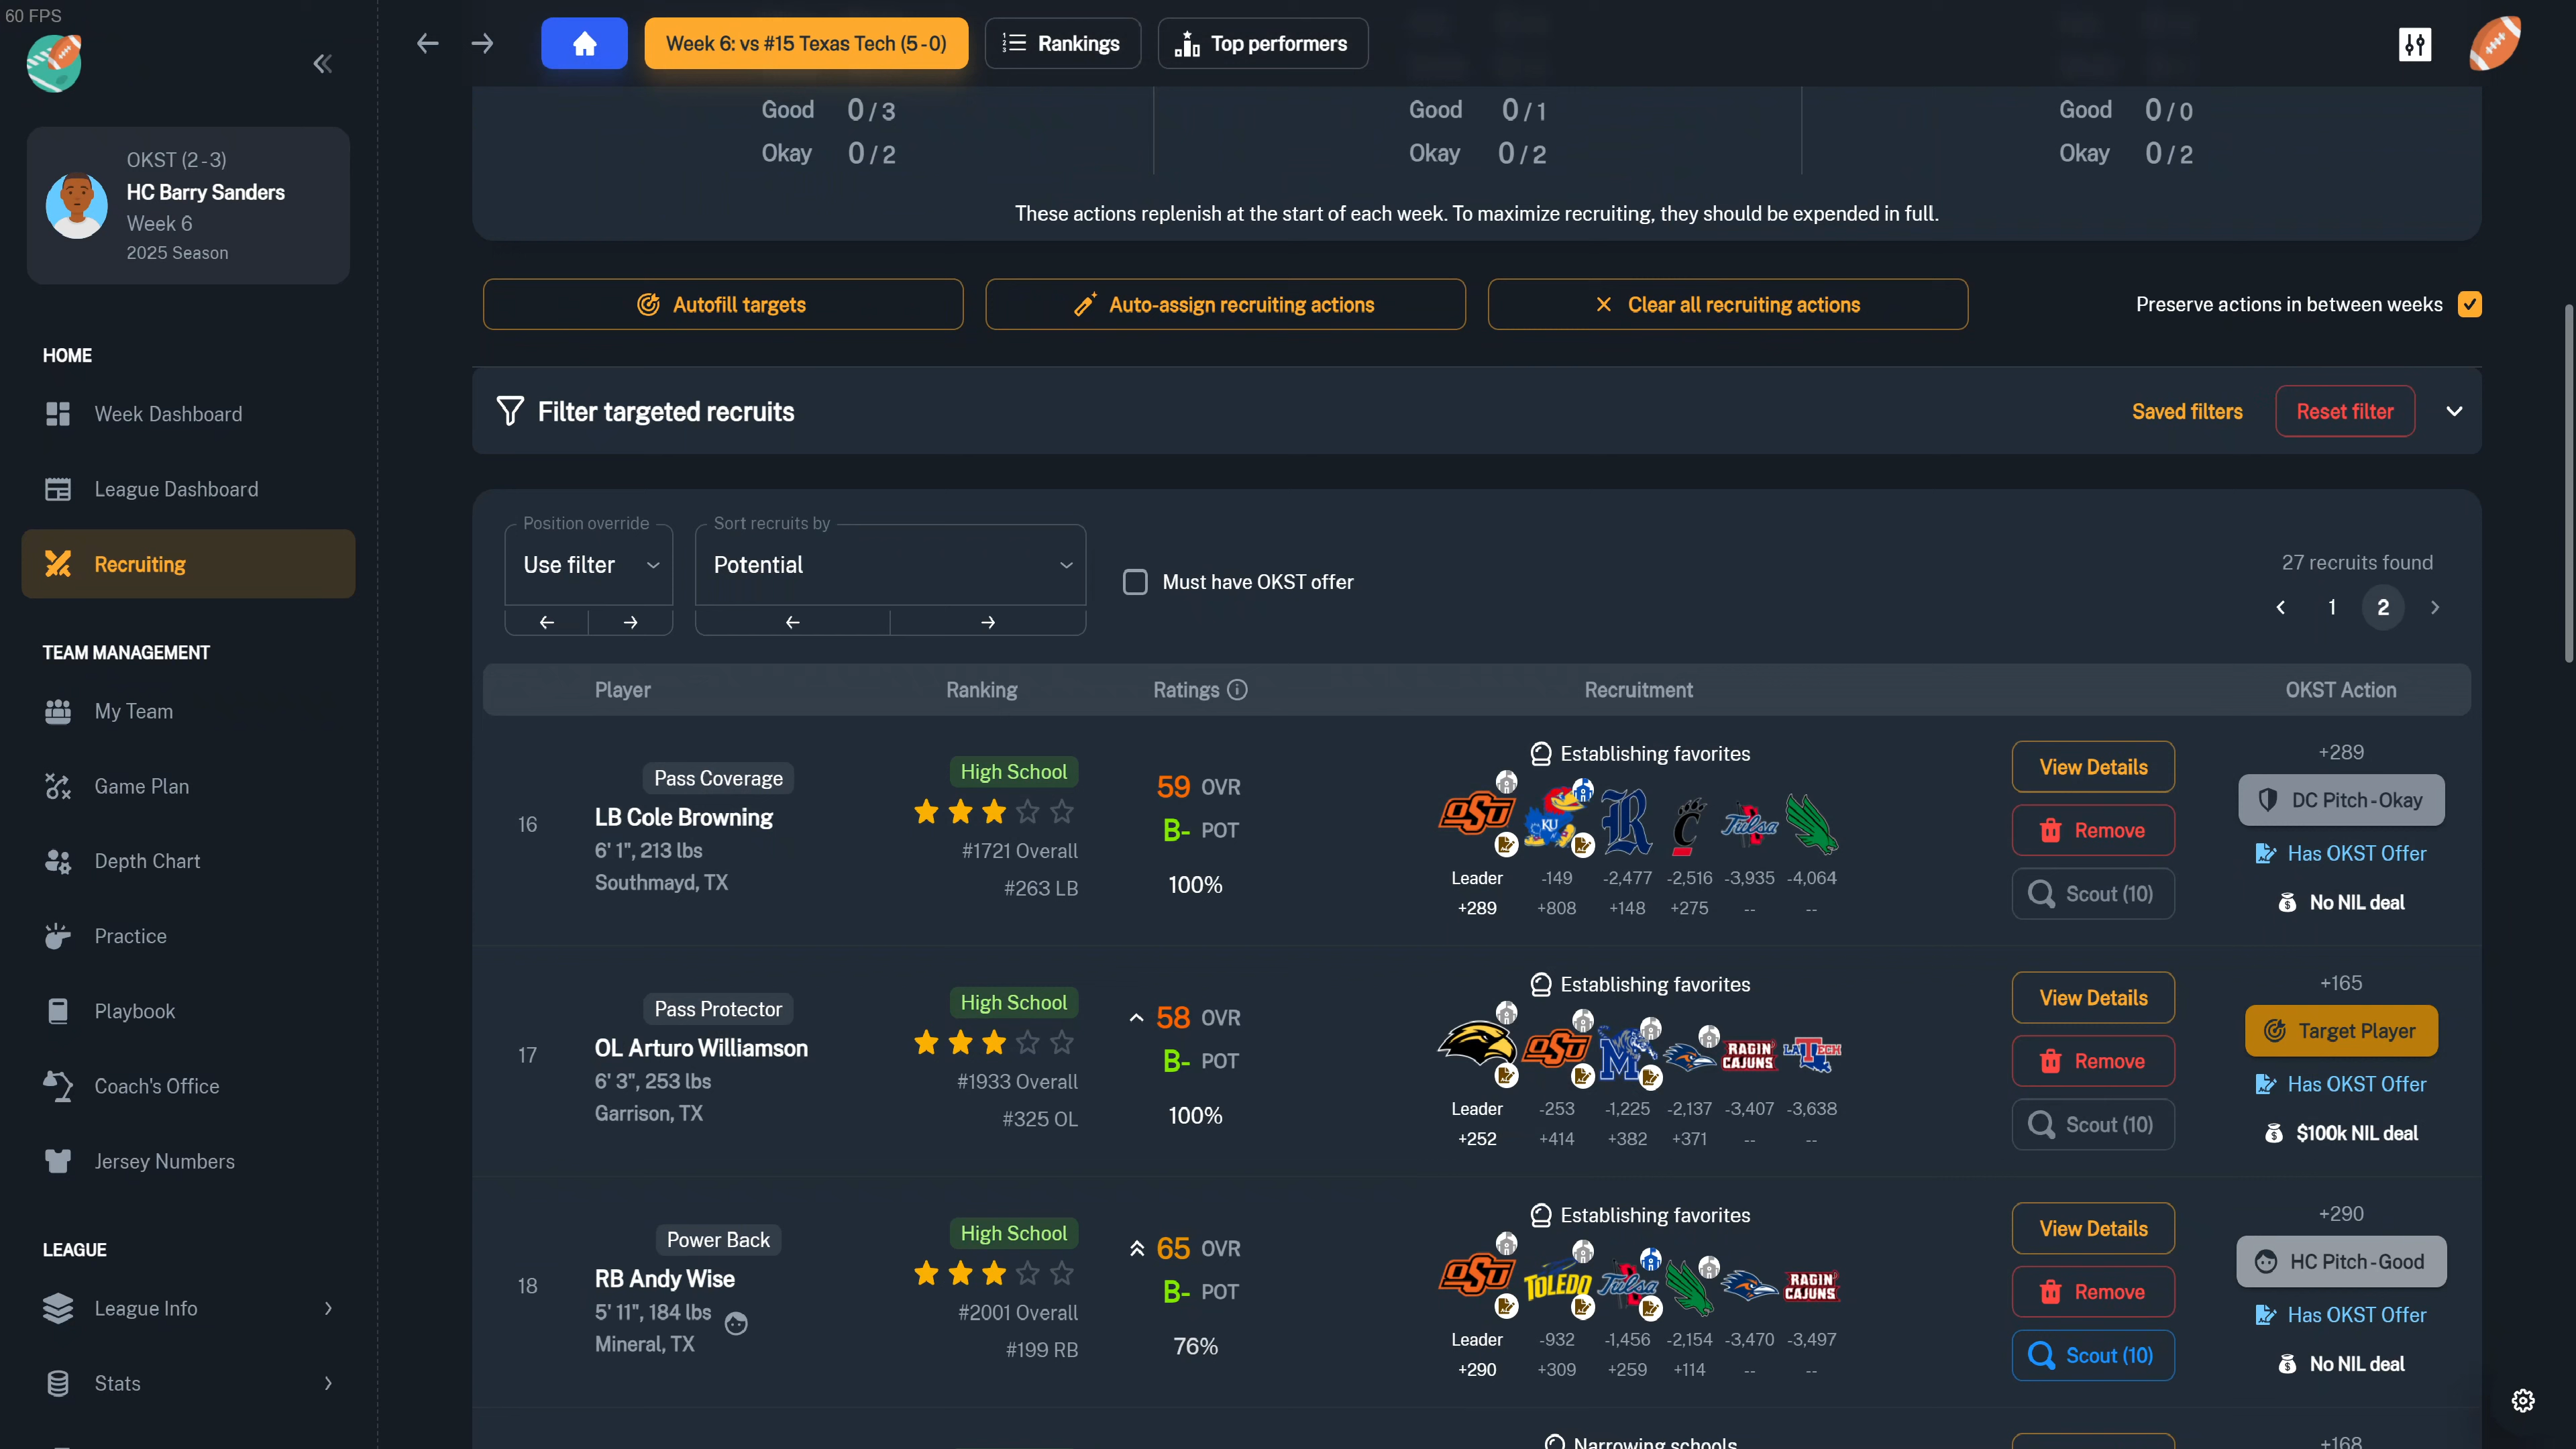 60 FPS
Week 6: vs #15 Texas Tech (5-0)
Rankings
Top performers
OKST (2-3)
HC Barry Sanders
Week 6
2025 Season
HOME
Week Dashboard
League Dashboard
Recruiting
TEAM MANAGEMENT
My Team
Game Plan
Depth Chart
Practice
Playbook
Coach's Office
Jersey Numbers
LEAGUE
League Info
Stats
Good 0 / 3
Okay 0 / 2
Good 0 / 1
Okay 0 / 2
Good 0 / 0
Okay 0 / 2
These actions replenish at the start of each week. To maximize recruiting, they should be expended in full.
Autofill targets
Auto-assign recruiting actions
Clear all recruiting actions
Preserve actions in between weeks
Filter targeted recruits
Saved filters
Reset filter
Position override
Use filter
Sort recruits by
Potential
Must have OKST offer
27 recruits found
1 2
Player Ranking Ratings Recruitment OKST Action
16
Pass Coverage
LB Cole Browning
6' 1", 213 lbs
Southmayd, TX
High School
#1721 Overall
#263 LB
59 OVR
B- POT
100%
Establishing favorites
OSU KU R C Tulsa
Leader -149 -2,477 -2,516 -3,935 -4,064
+289 +808 +148 +275 -- --
View Details
Remove
Scout (10)
+289
DC Pitch - Okay
Has OKST Offer
No NIL deal
17
Pass Protector
OL Arturo Williamson
6' 3", 253 lbs
Garrison, TX
High School
#1933 Overall
#325 OL
58 OVR
B- POT
100%
Establishing favorites
OSU M RAGIN CAJUNS LA TECH
Leader -253 -1,225 -2,137 -3,407 -3,638
+252 +414 +382 +371 -- --
View Details
Remove
Scout (10)
+165
Target Player
Has OKST Offer
$100k NIL deal
18
Power Back
RB Andy Wise
5' 11", 184 lbs
Mineral, TX
High School
#2001 Overall
#199 RB
65 OVR
B- POT
76%
Establishing favorites
OSU TOLEDO Tulsa RAGIN CAJUNS
Leader -932 -1,456 -2,154 -3,470 -3,497
+290 +309 +259 +114 -- --
View Details
Remove
Scout (10)
+290
HC Pitch - Good
Has OKST Offer
No NIL deal
Narrowing schools
+168